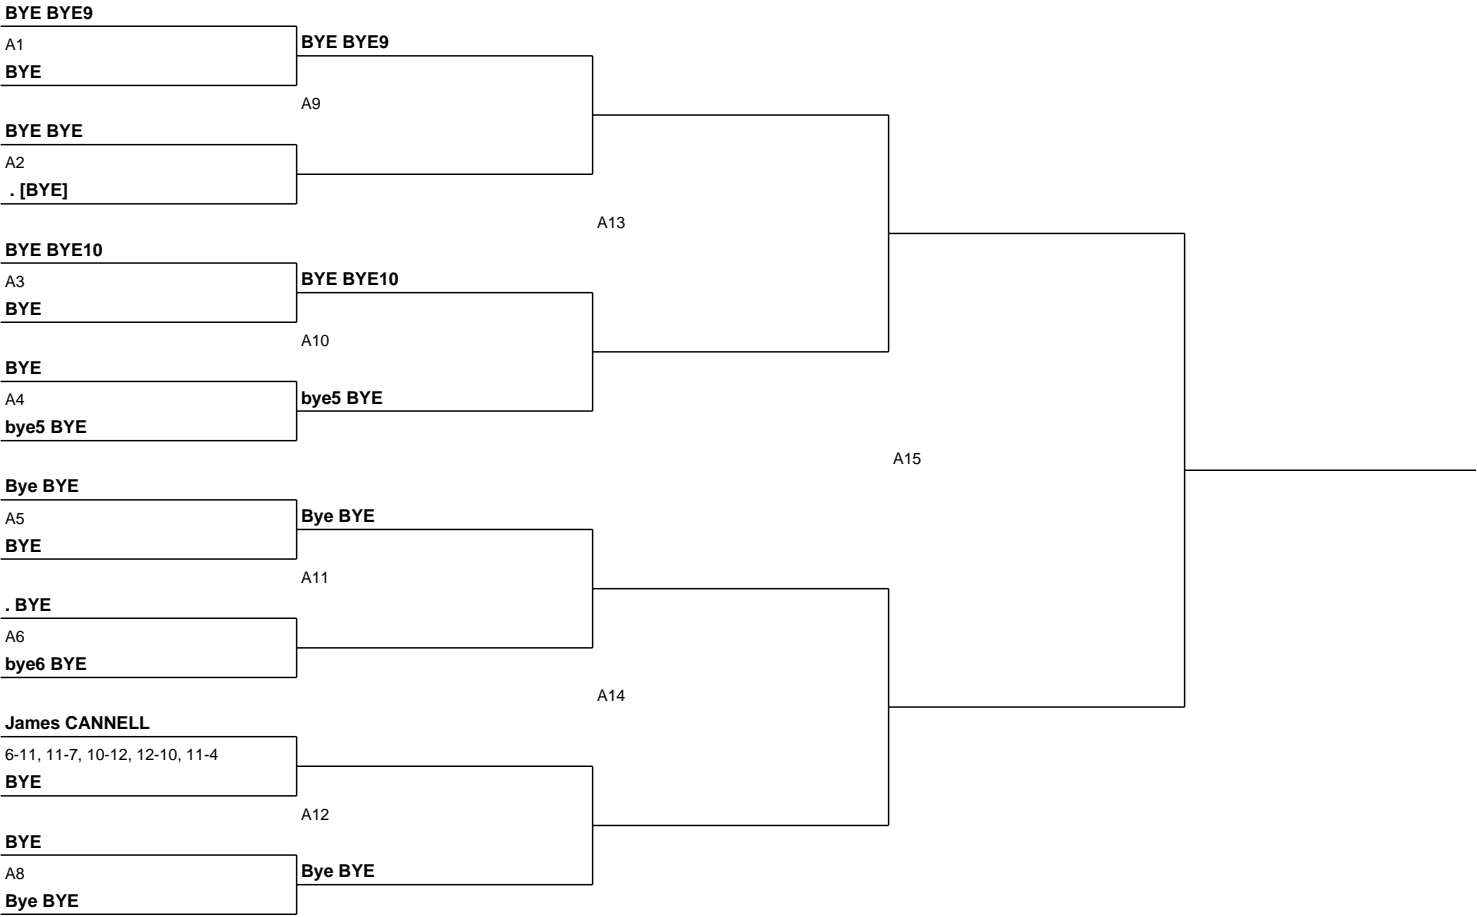 BYE BYE9
A1
BYE
BYE BYE9
A9
BYE BYE
A2
. [BYE]
A13
BYE BYE10
A3
BYE
BYE BYE10
A10
BYE
A4
bye5 BYE
bye5 BYE
A15
Bye BYE
A5
BYE
Bye BYE
A11
. BYE
A6
bye6 BYE
A14
James CANNELL
6-11, 11-7, 10-12, 12-10, 11-4
BYE
A12
BYE
A8
Bye BYE
Bye BYE